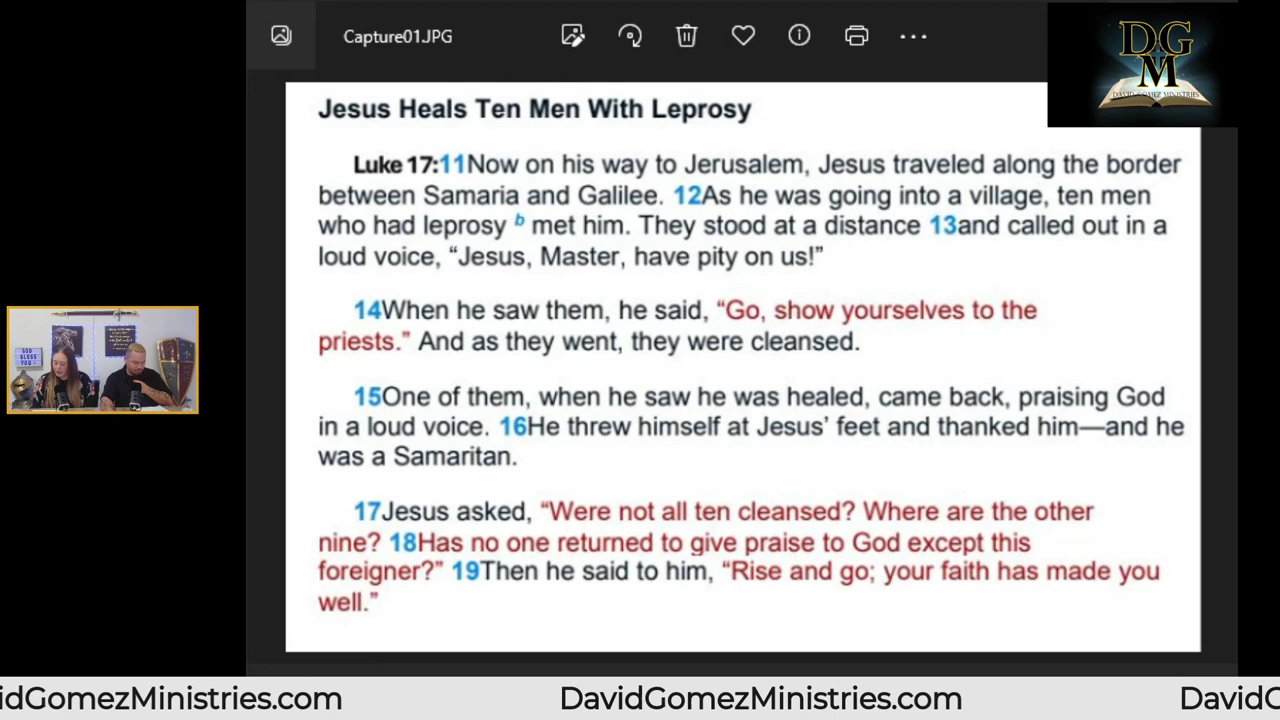 Capture01.JPG
DGM
DAVID GOMEZ MINISTRIES
Jesus Heals Ten Men With Leprosy
Luke 17:11Now on his way to Jerusalem, Jesus traveled along the border
between Samaria and Galilee. 12As he was going into a village, ten men
who had leprosy b met him. They stood at a distance 13and called out in a
loud voice, “Jesus, Master, have pity on us!”
14When he saw them, he said, “Go, show yourselves to the
priests.” And as they went, they were cleansed.
15One of them, when he saw he was healed, came back, praising God
in a loud voice. 16He threw himself at Jesus’ feet and thanked him—and he
was a Samaritan.
17Jesus asked, “Were not all ten cleansed? Where are the other
nine? 18Has no one returned to give praise to God except this
foreigner?” 19Then he said to him, “Rise and go; your faith has made you
well.”
GOD
BLESS
YOU
idGomezMinistries.com DavidGomezMinistries.com DavidG